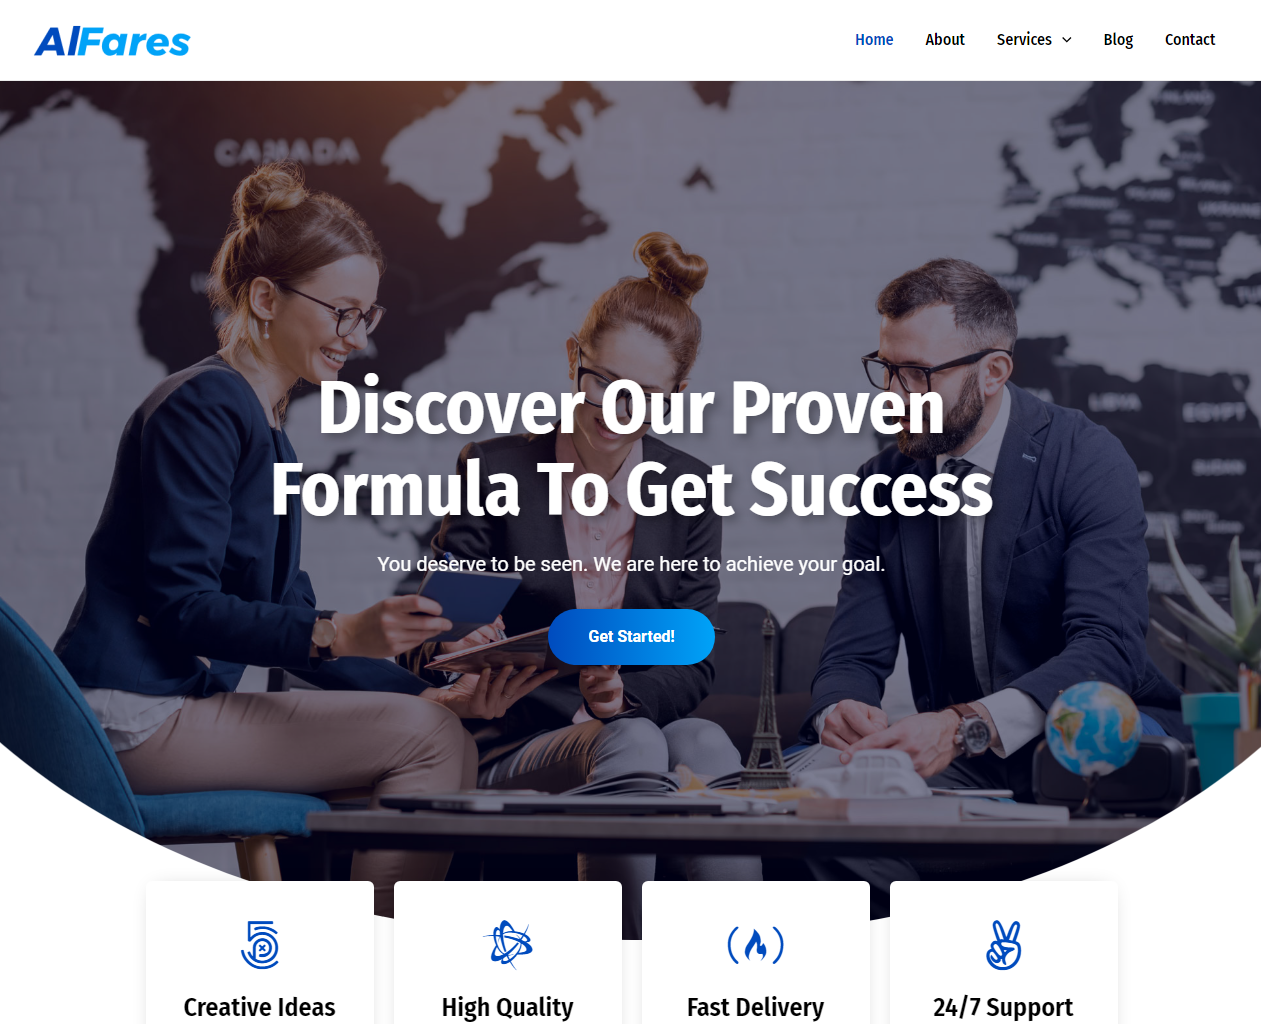 AlFares
Home
About
Services
Blog
Contact
CANADA
LIBYA
EGYPT
SUDAN
Discover Our Proven
Formula To Get Success
You deserve to be seen. We are here to achieve your goal.
Get Started!
Creative Ideas
High Quality
Fast Delivery
24/7 Support